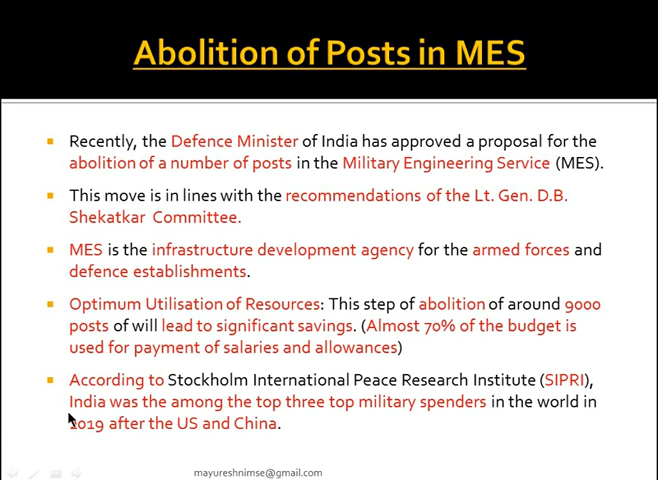 Abolition of Posts in MES
Recently, the Defence Minister of India has approved a proposal for the
abolition of a number of posts in the Military Engineering Service (MES).
This move is in lines with the recommendations of the Lt. Gen. D.B.
Shekatkar Committee.
MES is the infrastructure development agency for the armed forces and
defence establishments.
Optimum Utilisation of Resources: This step of abolition of around 9000
posts of will lead to significant savings. (Almost 70% of the budget is
used for payment of salaries and allowances)
According to Stockholm International Peace Research Institute (SIPRI),
India was the among the top three top military spenders in the world in
2019 after the US and China.
mayureshnimse@gmail.com